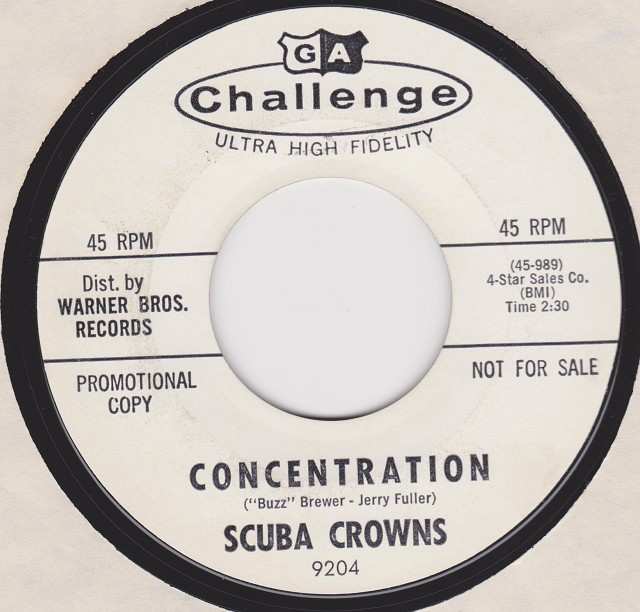 GA
Challenge
ULTRA HIGH FIDELITY
45 RPM
45 RPM
Dist. by
WARNER BROS.
RECORDS
(45-989)
4-Star Sales Co.
(BMI)
Time 2:30
PROMOTIONAL
COPY
NOT FOR SALE
CONCENTRATION
("Buzz" Brewer - Jerry Fuller)
SCUBA CROWNS
9204